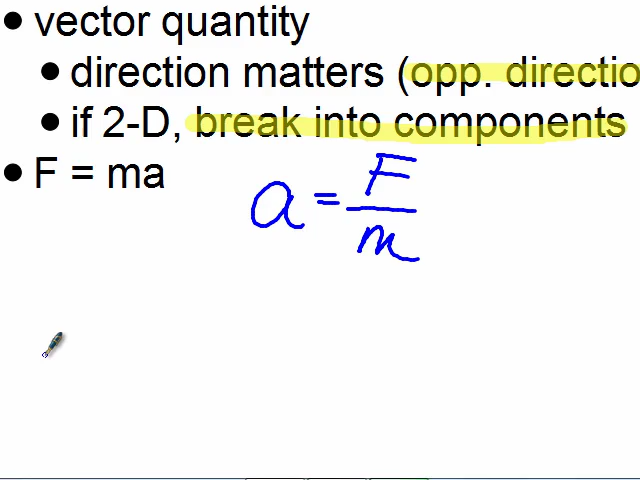 • vector quantity
• direction matters (opp. directio
• if 2-D, break into components
• F = ma
a = F/m